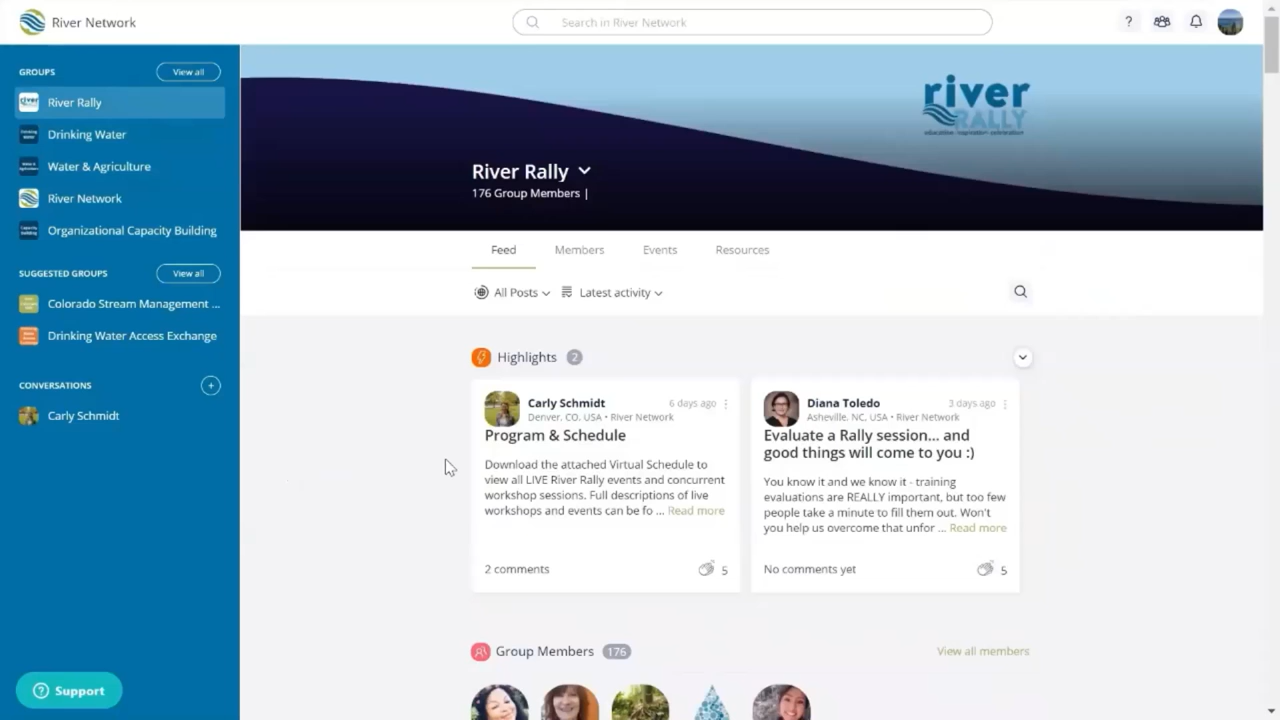 River Network
Search in River Network
?
GROUPS
View all
River Rally
Drinking Water
Water & Agriculture
River Network
Organizational Capacity Building
SUGGESTED GROUPS
View all
Colorado Stream Management ...
Drinking Water Access Exchange
CONVERSATIONS
Carly Schmidt
Support
river
RALLY
River Rally
176 Group Members |
Feed
Members
Events
Resources
All Posts
Latest activity
Highlights 2
Carly Schmidt
6 days ago
Denver, CO, USA • River Network
Program & Schedule
Download the attached Virtual Schedule to
view all LIVE River Rally events and concurrent
workshop sessions. Full descriptions of live
workshops and events can be fo ... Read more
2 comments
5
Diana Toledo
3 days ago
Asheville, NC, USA • River Network
Evaluate a Rally session... and
good things will come to you :)
You know it and we know it - training
evaluations are REALLY important, but too few
people take a minute to fill them out. Won't
you help us overcome that unfor ... Read more
No comments yet
5
Group Members 176
View all members